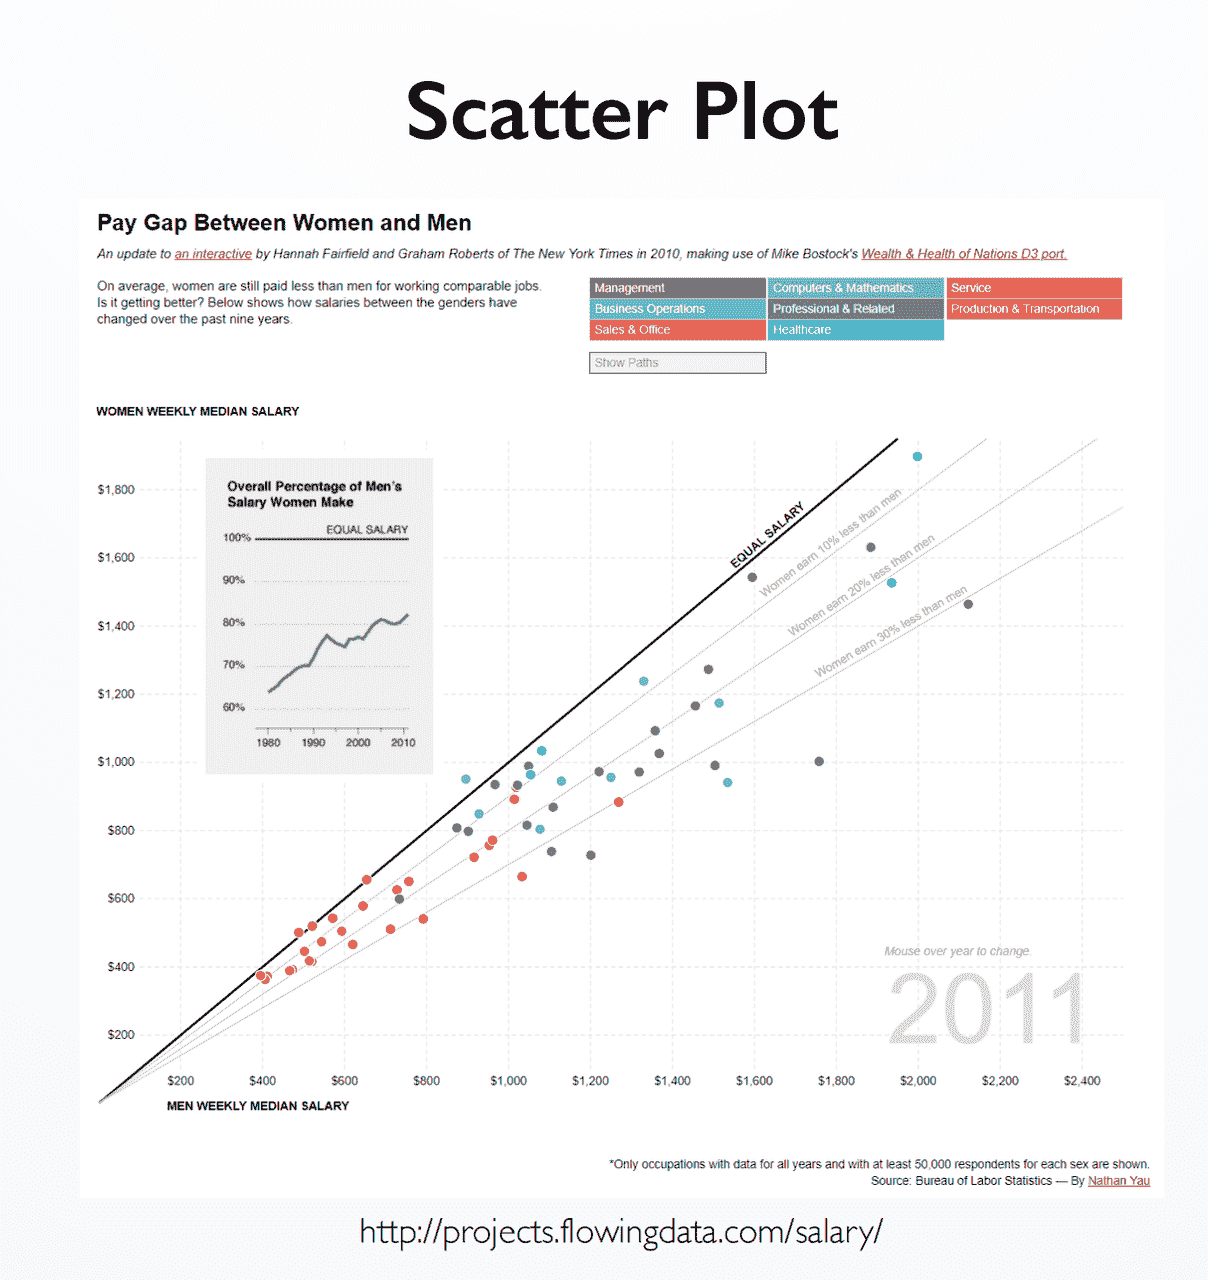 Scatter Plot
Pay Gap Between Women and Men
An update to an interactive by Hannah Fairfield and Graham Roberts of The New York Times in 2010, making use of Mike Bostock's Wealth & Health of Nations D3 port.
On average, women are still paid less than men for working comparable jobs.
Is it getting better? Below shows how salaries between the genders have
changed over the past nine years.
Management
Computers & Mathematics
Service
Business Operations
Professional & Related
Production & Transportation
Sales & Office
Healthcare
Show Paths
WOMEN WEEKLY MEDIAN SALARY
$1,800
$1,600
$1,400
$1,200
$1,000
$800
$600
$400
$200
Overall Percentage of Men's
Salary Women Make
EQUAL SALARY
100%
90%
80%
70%
60%
1980 1990 2000 2010
EQUAL SALARY
Women earn 10% less than men
Women earn 20% less than men
Women earn 30% less than men
Mouse over year to change.
2011
$200 $400 $600 $800 $1,000 $1,200 $1,400 $1,600 $1,800 $2,000 $2,200 $2,400
MEN WEEKLY MEDIAN SALARY
*Only occupations with data for all years and with at least 50,000 respondents for each sex are shown.
Source: Bureau of Labor Statistics — By Nathan Yau
http://projects.flowingdata.com/salary/